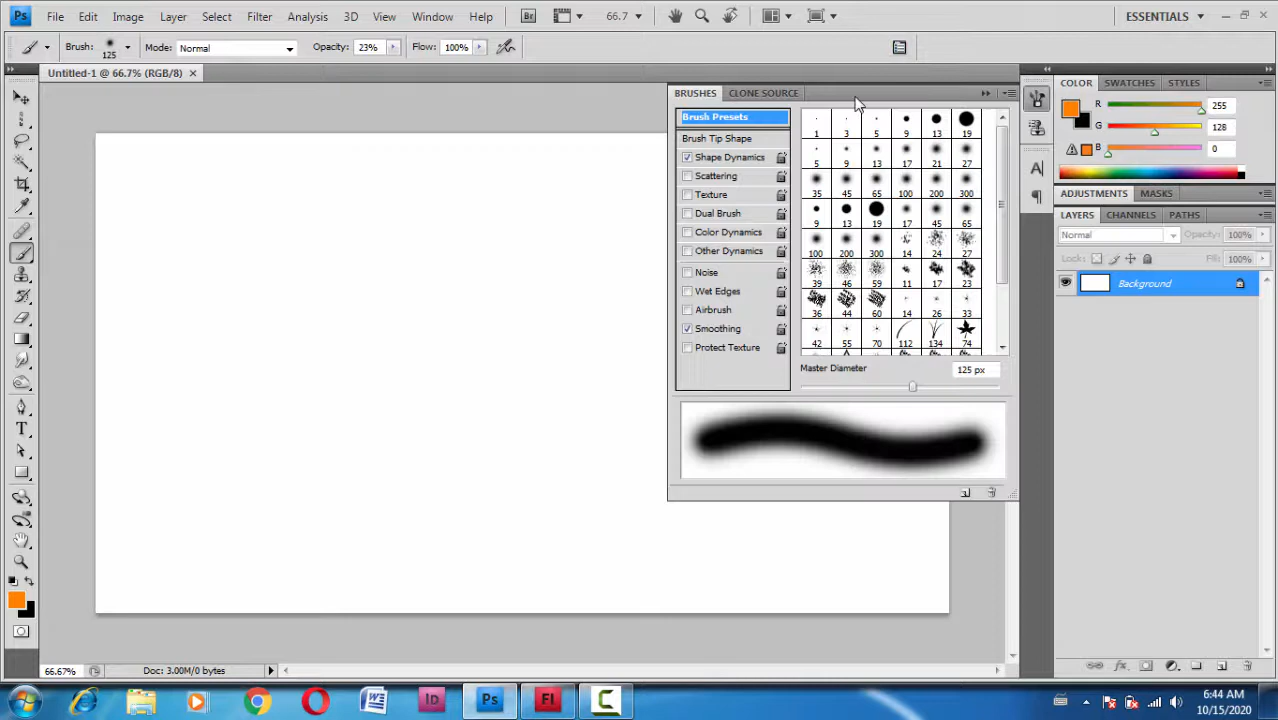 Ps File Edit Image Layer Select Filter Analysis 3D View Window Help Br 66.7 ESSENTIALS
Brush: 125 Mode: Normal Opacity: 23% Flow: 100%
Untitled-1 @ 66.7% (RGB/8)
BRUSHES CLONE SOURCE
Brush Presets
Brush Tip Shape
Shape Dynamics
Scattering
Texture
Dual Brush
Color Dynamics
Other Dynamics
Noise
Wet Edges
Airbrush
Smoothing
Protect Texture
1 3 5 9 13 19
5 9 13 17 21 27
35 45 65 100 200 300
9 13 19 17 45 65
100 200 300 14 24 27
39 46 59 11 17 23
36 44 60 14 26 33
42 55 70 112 134 74
Master Diameter 125 px
COLOR SWATCHES STYLES
R 255
G 128
B 0
ADJUSTMENTS MASKS
LAYERS CHANNELS PATHS
Normal Opacity: 100%
Lock: Fill: 100%
Background
66.67% Doc: 3.00M/0 bytes
W Id Ps Fl C
6:44 AM
10/15/2020